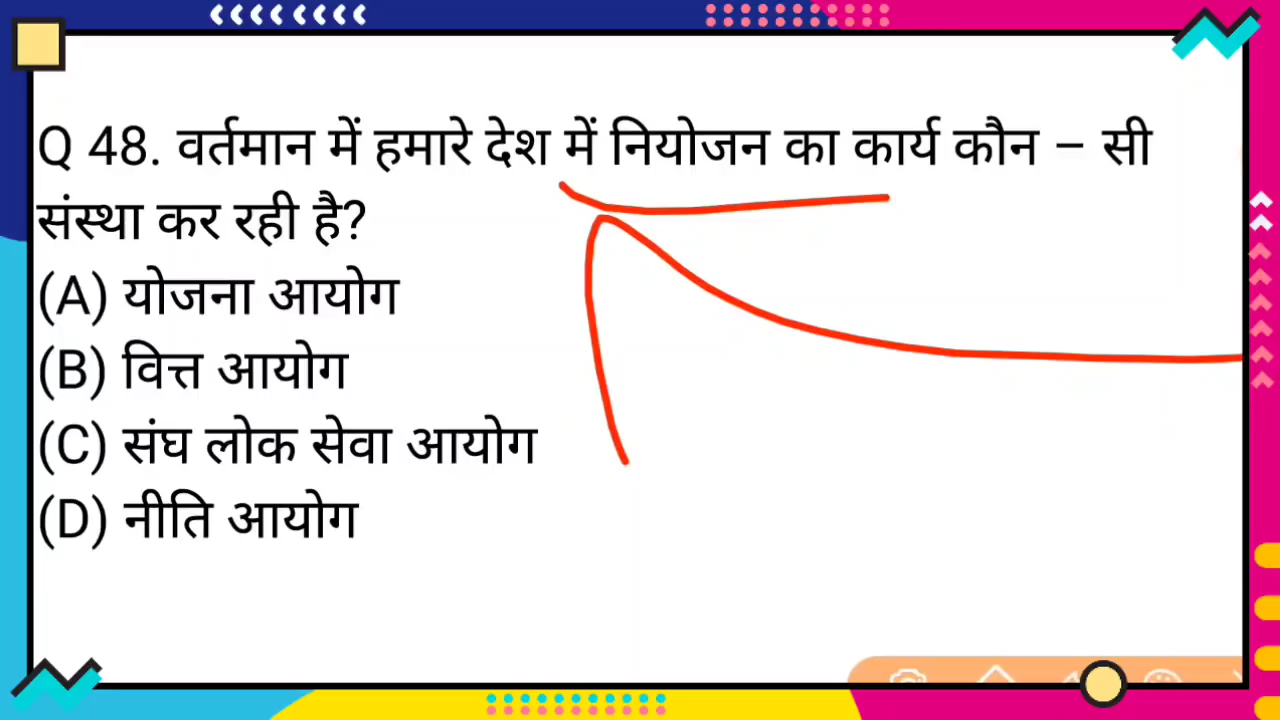 Q 48. वर्तमान में हमारे देश में नियोजन का कार्य कौन – सी
संस्था कर रही है?
(A) योजना आयोग
(B) वित्त आयोग
(C) संघ लोक सेवा आयोग
(D) नीति आयोग